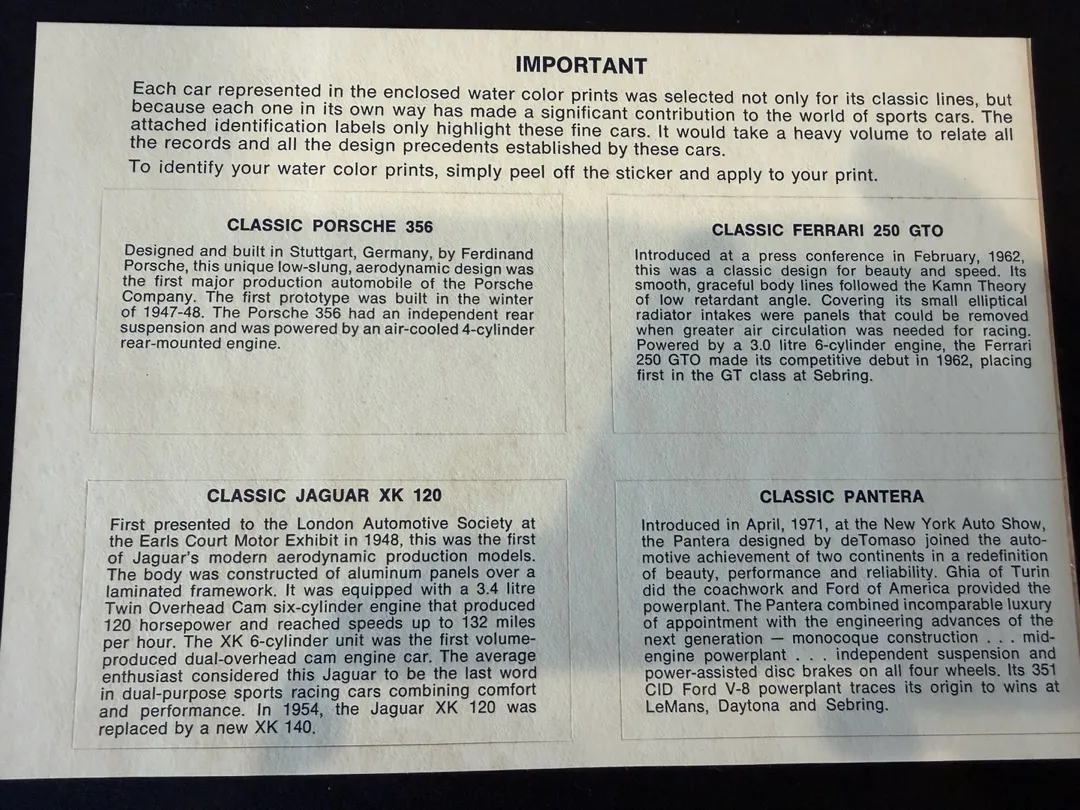 IMPORTANT
Each car represented in the enclosed water color prints was selected not only for its classic lines, but
because each one in its own way has made a significant contribution to the world of sports cars. The
attached identification labels only highlight these fine cars. It would take a heavy volume to relate all
the records and all the design precedents established by these cars.
To identify your water color prints, simply peel off the sticker and apply to your print.
CLASSIC PORSCHE 356
Designed and built in Stuttgart, Germany, by Ferdinand
Porsche, this unique low-slung, aerodynamic design was
the first major production automobile of the Porsche
Company. The first prototype was built in the winter
of 1947-48. The Porsche 356 had an independent rear
suspension and was powered by an air-cooled 4-cylinder
rear-mounted engine.
CLASSIC FERRARI 250 GTO
Introduced at a press conference in February, 1962,
this was a classic design for beauty and speed. Its
smooth, graceful body lines followed the Kamn Theory
of low retardant angle. Covering its small elliptical
radiator intakes were panels that could be removed
when greater air circulation was needed for racing.
Powered by a 3.0 litre 6-cylinder engine, the Ferrari
250 GTO made its competitive debut in 1962, placing
first in the GT class at Sebring.
CLASSIC JAGUAR XK 120
First presented to the London Automotive Society at
the Earls Court Motor Exhibit in 1948, this was the first
of Jaguar's modern aerodynamic production models.
The body was constructed of aluminum panels over a
laminated framework. It was equipped with a 3.4 litre
Twin Overhead Cam six-cylinder engine that produced
120 horsepower and reached speeds up to 132 miles
per hour. The XK 6-cylinder unit was the first volume-
produced dual-overhead cam engine car. The average
enthusiast considered this Jaguar to be the last word
in dual-purpose sports racing cars combining comfort
and performance. In 1954, the Jaguar XK 120 was
replaced by a new XK 140.
CLASSIC PANTERA
Introduced in April, 1971, at the New York Auto Show,
the Pantera designed by deTomaso joined the auto-
motive achievement of two continents in a redefinition
of beauty, performance and reliability. Ghia of Turin
did the coachwork and Ford of America provided the
powerplant. The Pantera combined incomparable luxury
of appointment with the engineering advances of the
next generation — monocoque construction . . . mid-
engine powerplant . . . independent suspension and
power-assisted disc brakes on all four wheels. Its 351
CID Ford V-8 powerplant traces its origin to wins at
LeMans, Daytona and Sebring.